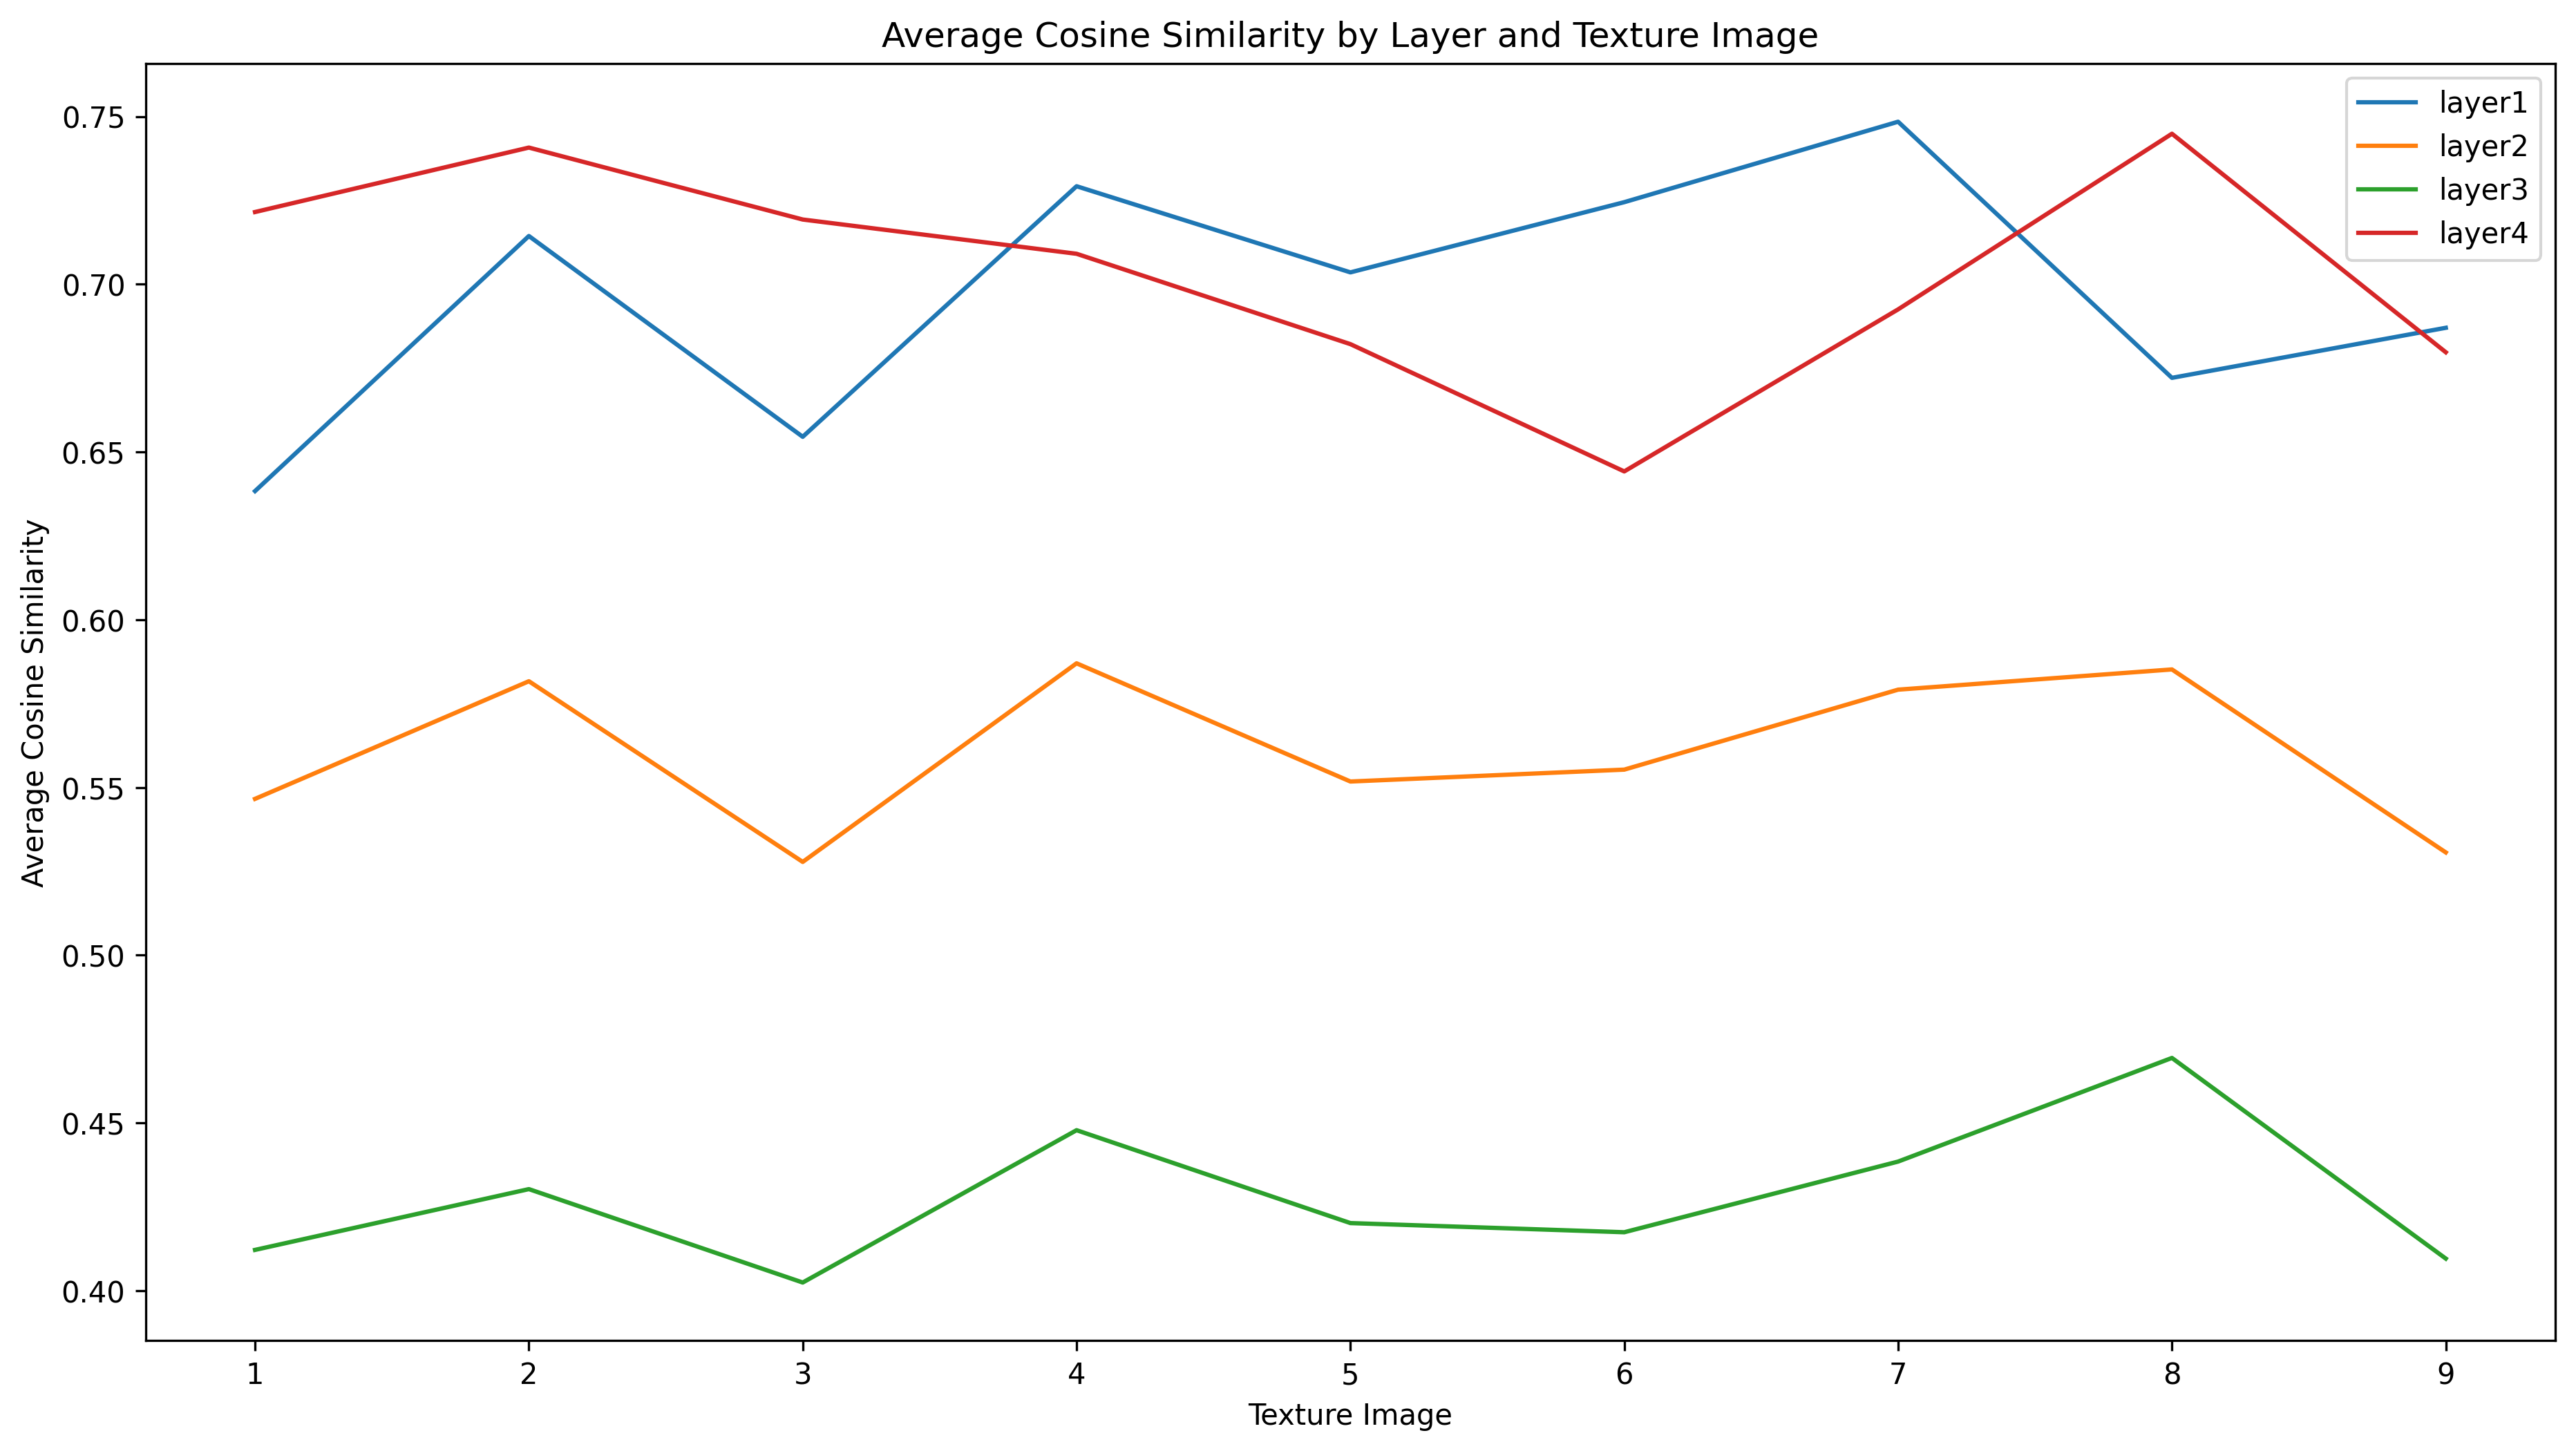 Average Cosine Similarity by Layer and Texture Image
layer1
layer2
layer3
layer4
0.75
0.70
0.65
0.60
0.55
0.50
0.45
0.40
Average Cosine Similarity
1 2 3 4 5 6 7 8 9
Texture Image